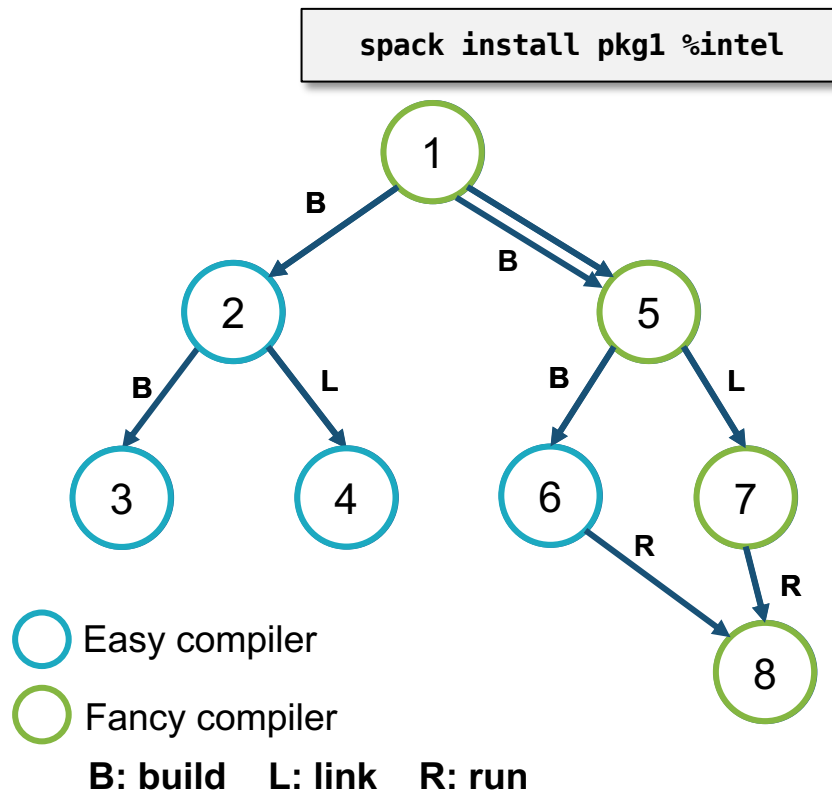 spack install pkg1 %intel
1
B
B
2
5
B
L
B
L
3
4
6
7
R
R
8
Easy compiler
Fancy compiler
B: build L: link R: run